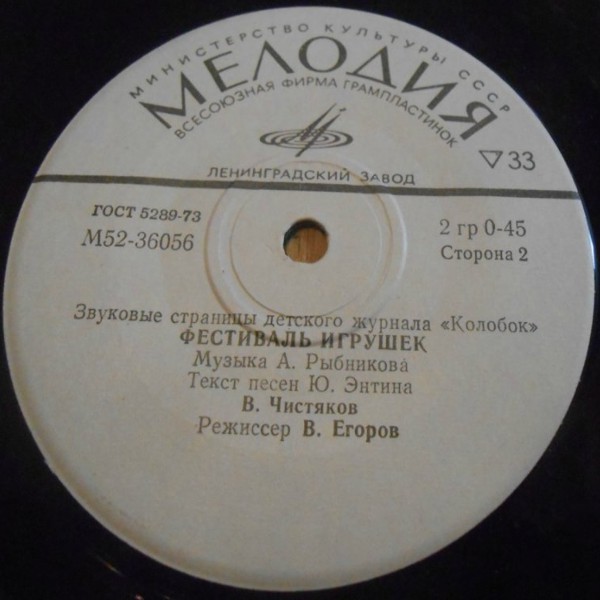 МИНИСТЕРСТВО КУЛЬТУРЫ СССР
МЕЛОДИЯ
ВСЕСОЮЗНАЯ ФИРМА ГРАМПЛАСТИНОК
▽33
ЛЕНИНГРАДСКИЙ ЗАВОД
ГОСТ 5289-73
2 гр 0-45
М52-36056
Сторона 2
Звуковые страницы детского журнала «Колобок»
ФЕСТИВАЛЬ ИГРУШЕК
Музыка А. Рыбникова
Текст песен Ю. Энтина
В. Чистяков
Режиссер В. Егоров